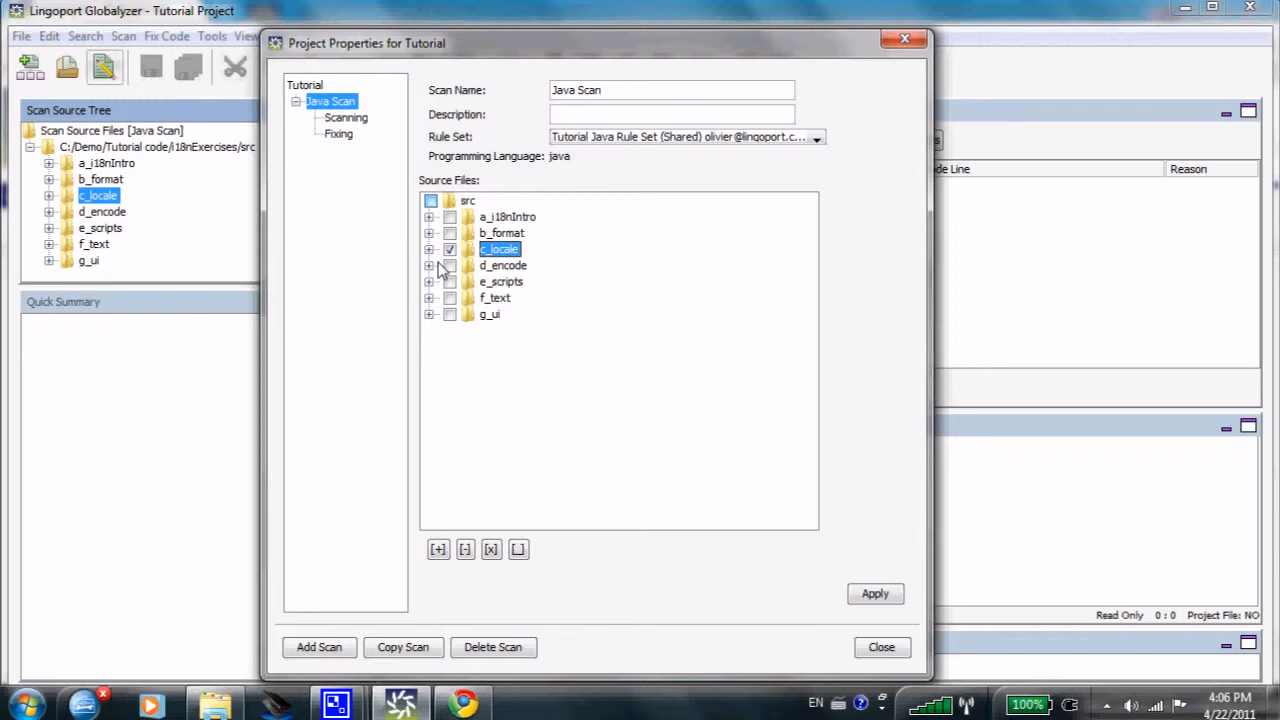 Lingoport Globalyzer - Tutorial Project
File Edit Search Scan Fix Code Tools View
Scan Source Tree
Scan Source Files [Java Scan]
C:/Demo/Tutorial code/i18nExercises/src
a_i18nIntro
b_format
c_locale
d_encode
e_scripts
f_text
g_ui
Quick Summary
Project Properties for Tutorial
Tutorial
Java Scan
Scanning
Fixing
Scan Name: Java Scan
Description:
Rule Set: Tutorial Java Rule Set (Shared) olivier@lingoport.c...
Programming Language: java
Source Files:
src
a_i18nIntro
b_format
c_locale
d_encode
e_scripts
f_text
g_ui
[+] [-] [x] [_]
Apply
Add Scan Copy Scan Delete Scan Close
de Line Reason
Read Only 0 : 0 Project File: NO
EN
100%
4:06 PM
4/22/2011